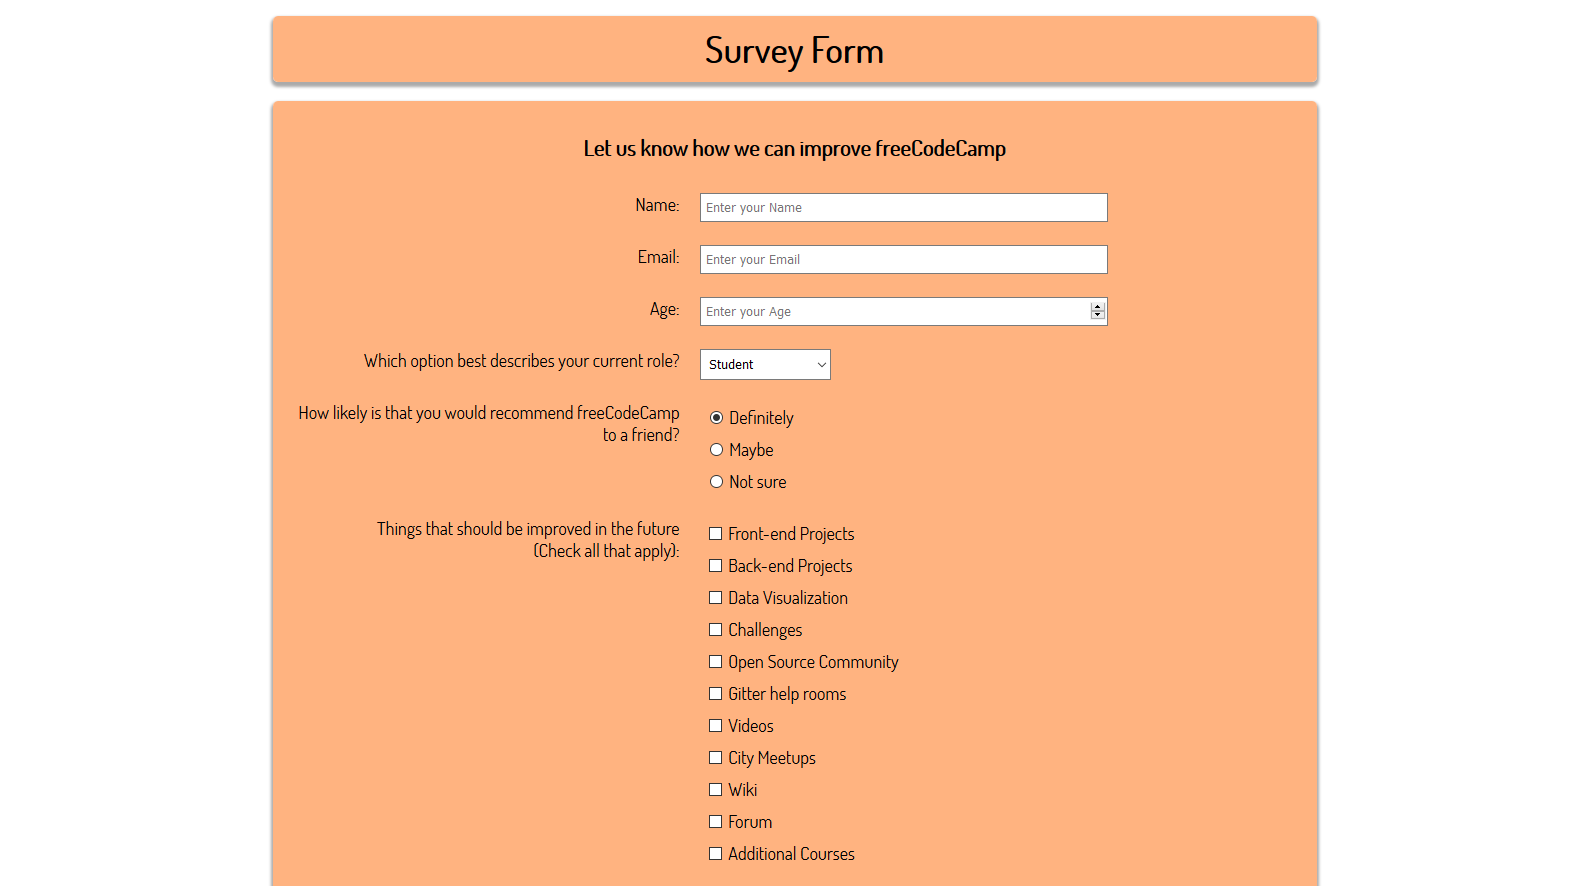 Survey Form
Let us know how we can improve freeCodeCamp
Name:
Enter your Name
Email:
Enter your Email
Age:
Enter your Age
Which option best describes your current role?
Student
How likely is that you would recommend freeCodeCamp
to a friend?
Definitely
Maybe
Not sure
Things that should be improved in the future
(Check all that apply):
Front-end Projects
Back-end Projects
Data Visualization
Challenges
Open Source Community
Gitter help rooms
Videos
City Meetups
Wiki
Forum
Additional Courses